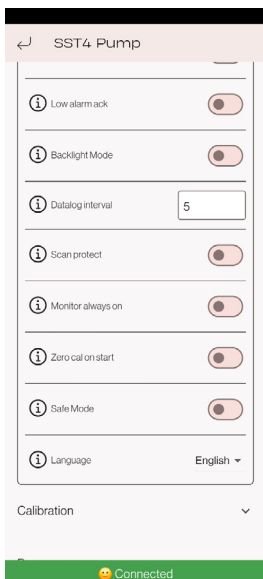 SST4 Pump
Low alarm ack
Backlight Mode
Datalog interval
5
Scan protect
Monitor always on
Zero cal on start
Safe Mode
Language
English
Calibration
Connected